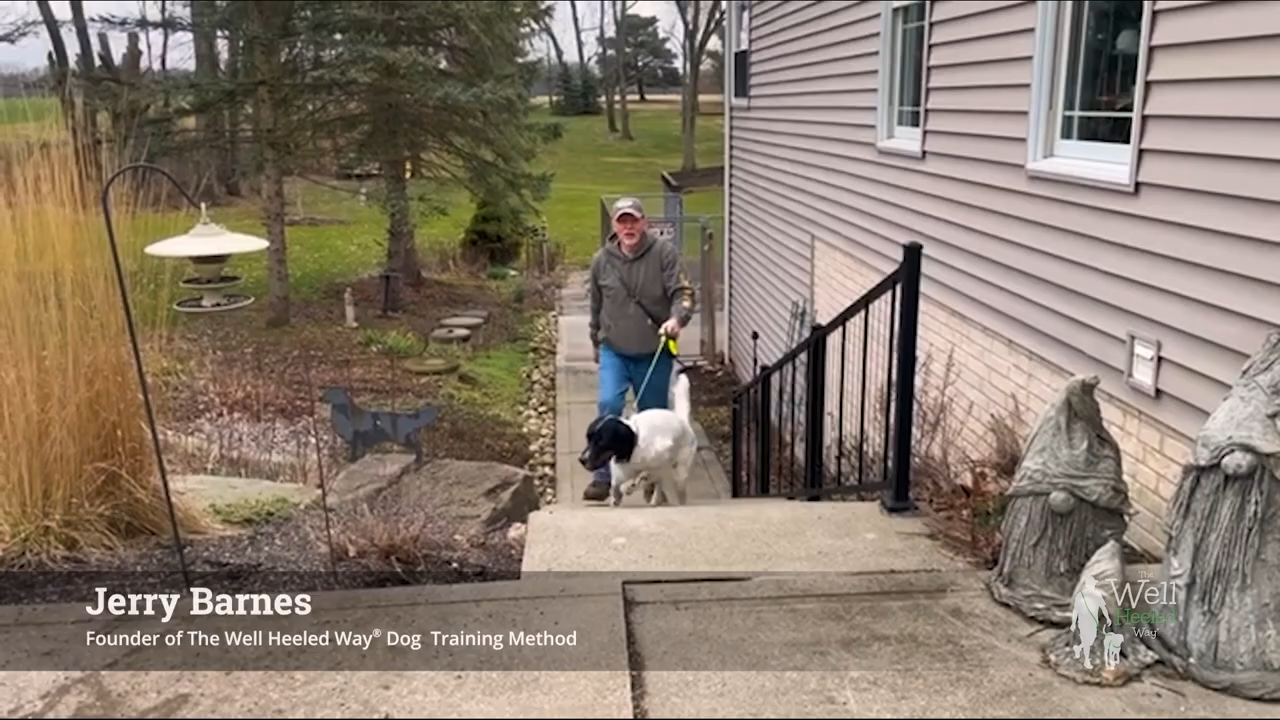 Jerry Barnes
Founder of The Well Heeled Way® Dog Training Method
The
Well
Heeled
Way